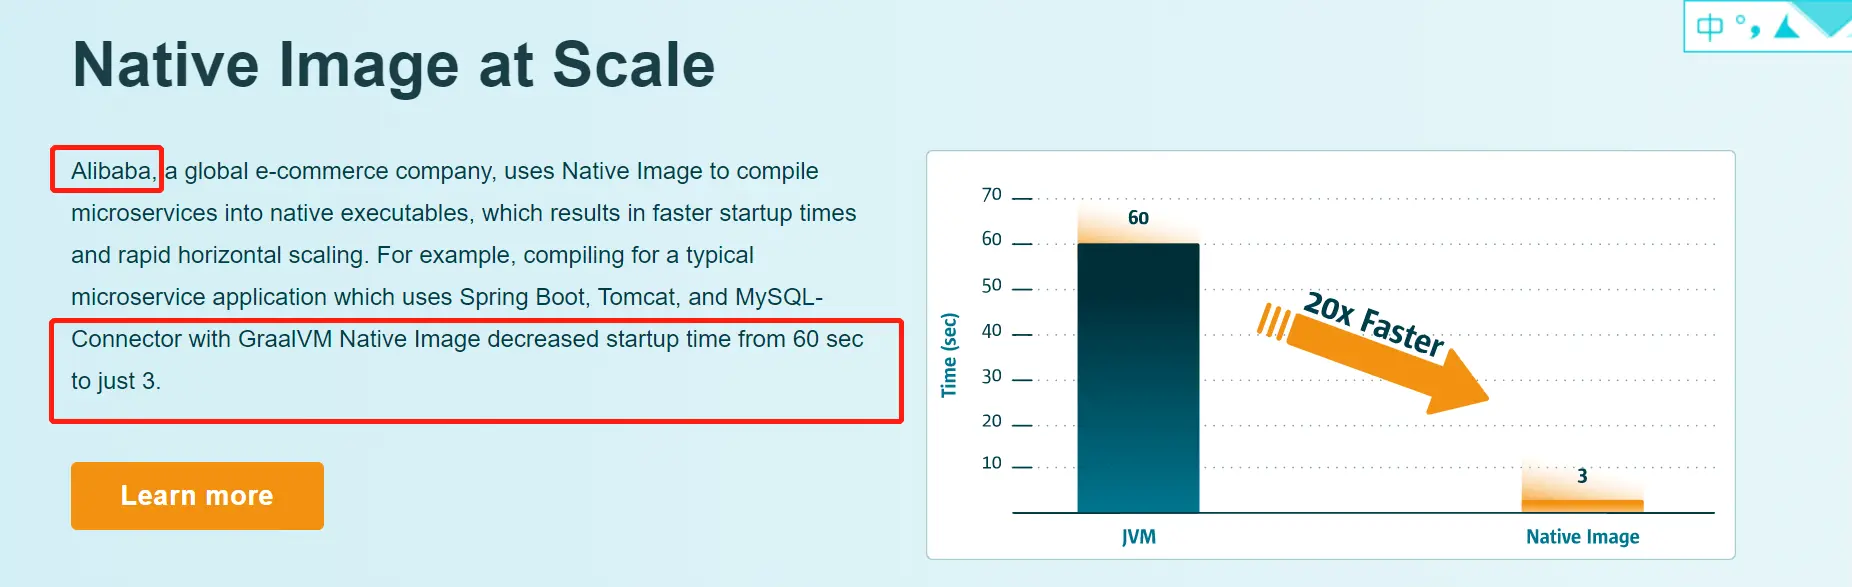 Native Image at Scale
中 °,
Alibaba, a global e-commerce company, uses Native Image to compile
microservices into native executables, which results in faster startup times
and rapid horizontal scaling. For example, compiling for a typical
microservice application which uses Spring Boot, Tomcat, and MySQL-
Connector with GraalVM Native Image decreased startup time from 60 sec
to just 3.
Learn more
Time (sec)
70
60
50
40
30
20
10
60
20x Faster
3
JVM
Native Image